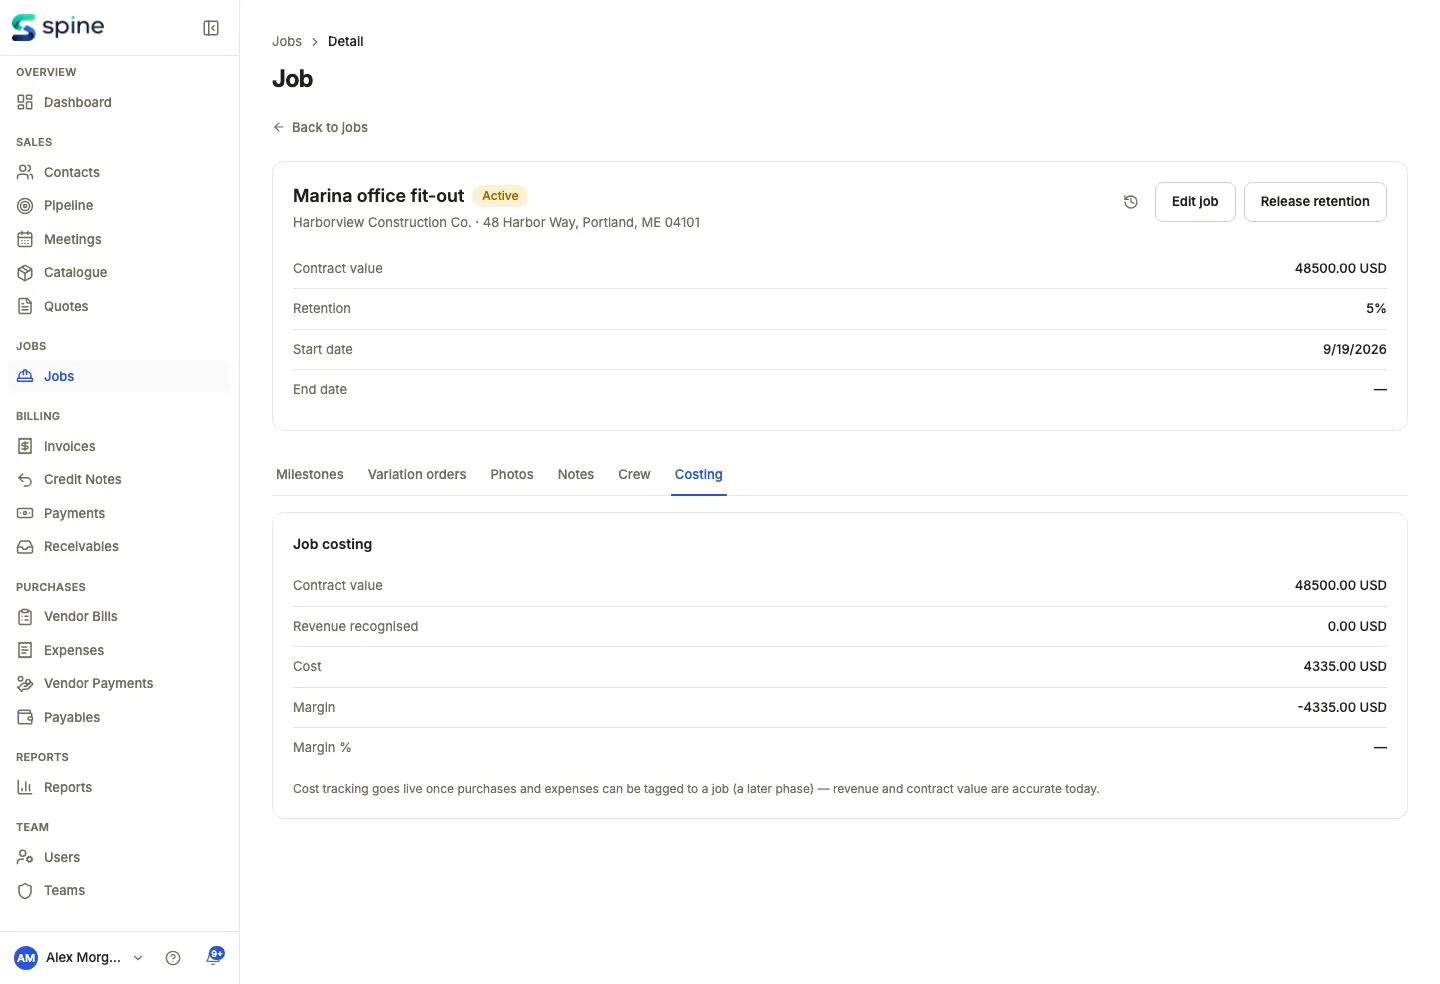 spine
OVERVIEW
Dashboard
SALES
Contacts
Pipeline
Meetings
Catalogue
Quotes
JOBS
Jobs
BILLING
Invoices
Credit Notes
Payments
Receivables
PURCHASES
Vendor Bills
Expenses
Vendor Payments
Payables
REPORTS
Reports
TEAM
Users
Teams
AM Alex Morg... 9+
Jobs > Detail
Job
← Back to jobs
Marina office fit-out Active
Harborview Construction Co. · 48 Harbor Way, Portland, ME 04101
Edit job Release retention
Contract value 48500.00 USD
Retention 5%
Start date 9/19/2026
End date —
Milestones Variation orders Photos Notes Crew Costing
Job costing
Contract value 48500.00 USD
Revenue recognised 0.00 USD
Cost 4335.00 USD
Margin -4335.00 USD
Margin % —
Cost tracking goes live once purchases and expenses can be tagged to a job (a later phase) — revenue and contract value are accurate today.